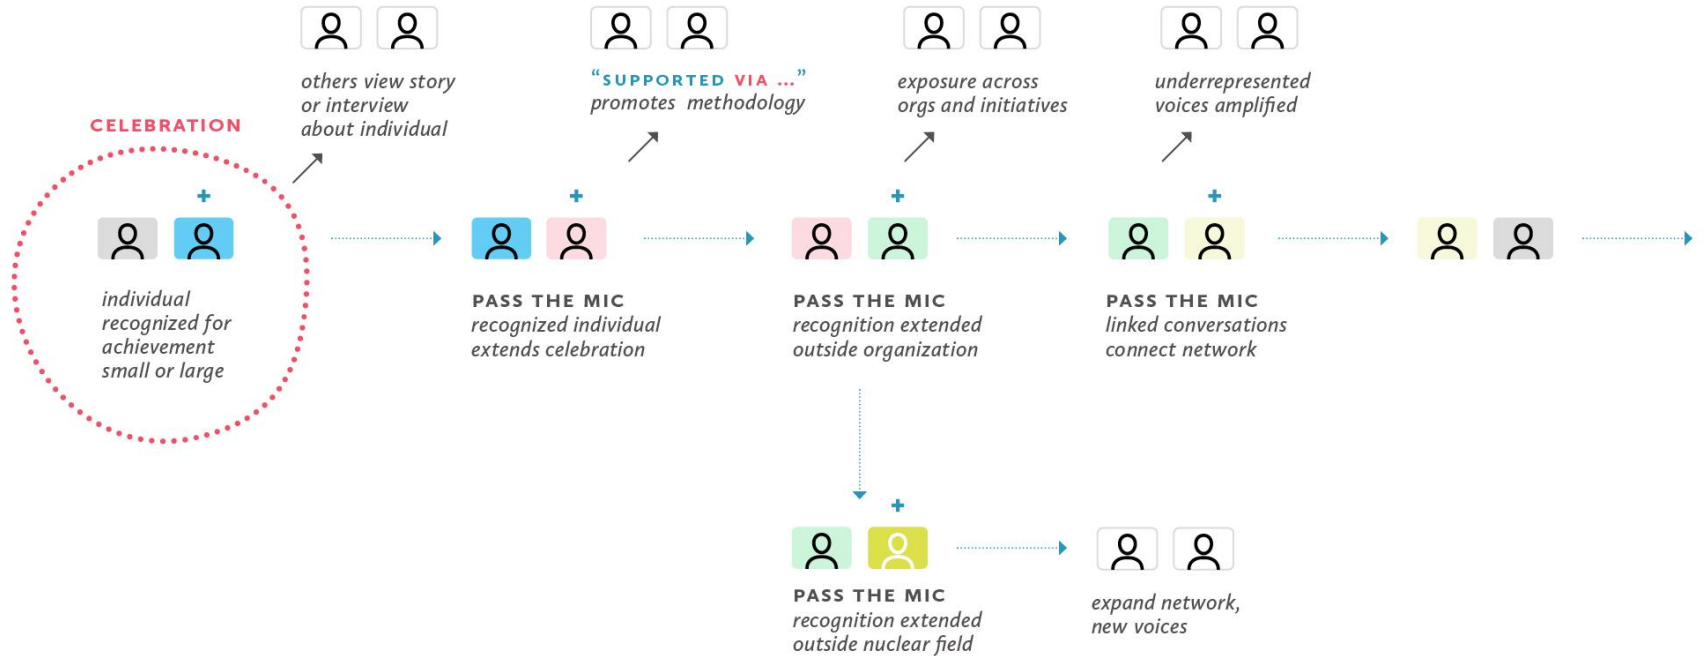 others view story
or interview
about individual
“SUPPORTED VIA ...”
promotes methodology
exposure across
orgs and initiatives
underrepresented
voices amplified
CELEBRATION
+
+
+
+
individual
recognized for
achievement
small or large
PASS THE MIC
recognized individual
extends celebration
PASS THE MIC
recognition extended
outside organization
PASS THE MIC
linked conversations
connect network
+
PASS THE MIC
recognition extended
outside nuclear field
expand network,
new voices